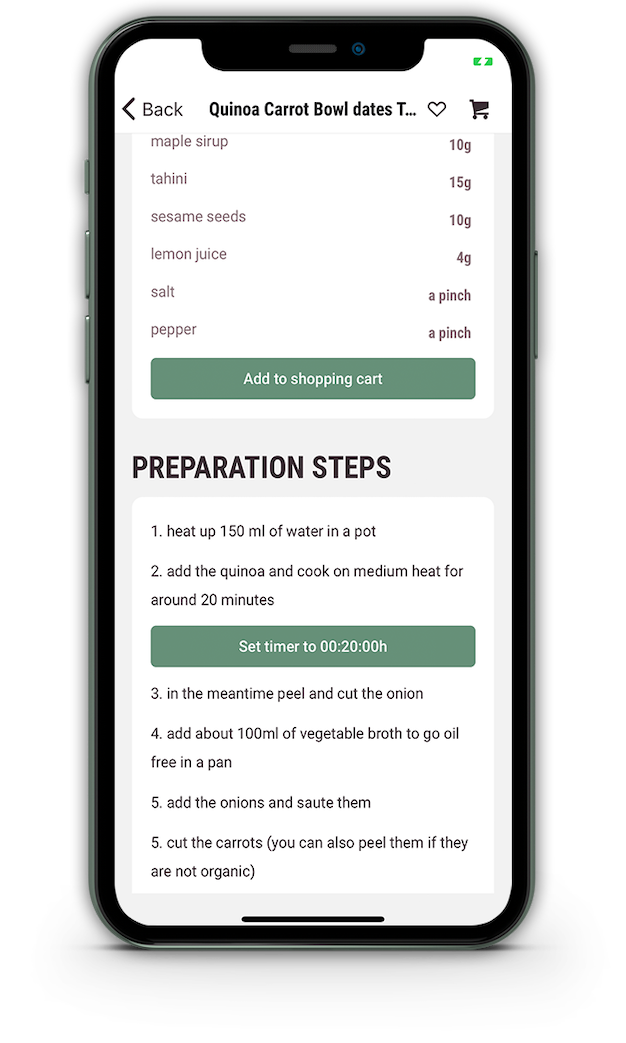 Back
Quinoa Carrot Bowl dates T...
maple sirup 10g
tahini 15g
sesame seeds 10g
lemon juice 4g
salt a pinch
pepper a pinch
Add to shopping cart
PREPARATION STEPS
1. heat up 150 ml of water in a pot
2. add the quinoa and cook on medium heat for
around 20 minutes
Set timer to 00:20:00h
3. in the meantime peel and cut the onion
4. add about 100ml of vegetable broth to go oil
free in a pan
5. add the onions and saute them
5. cut the carrots (you can also peel them if they
are not organic)